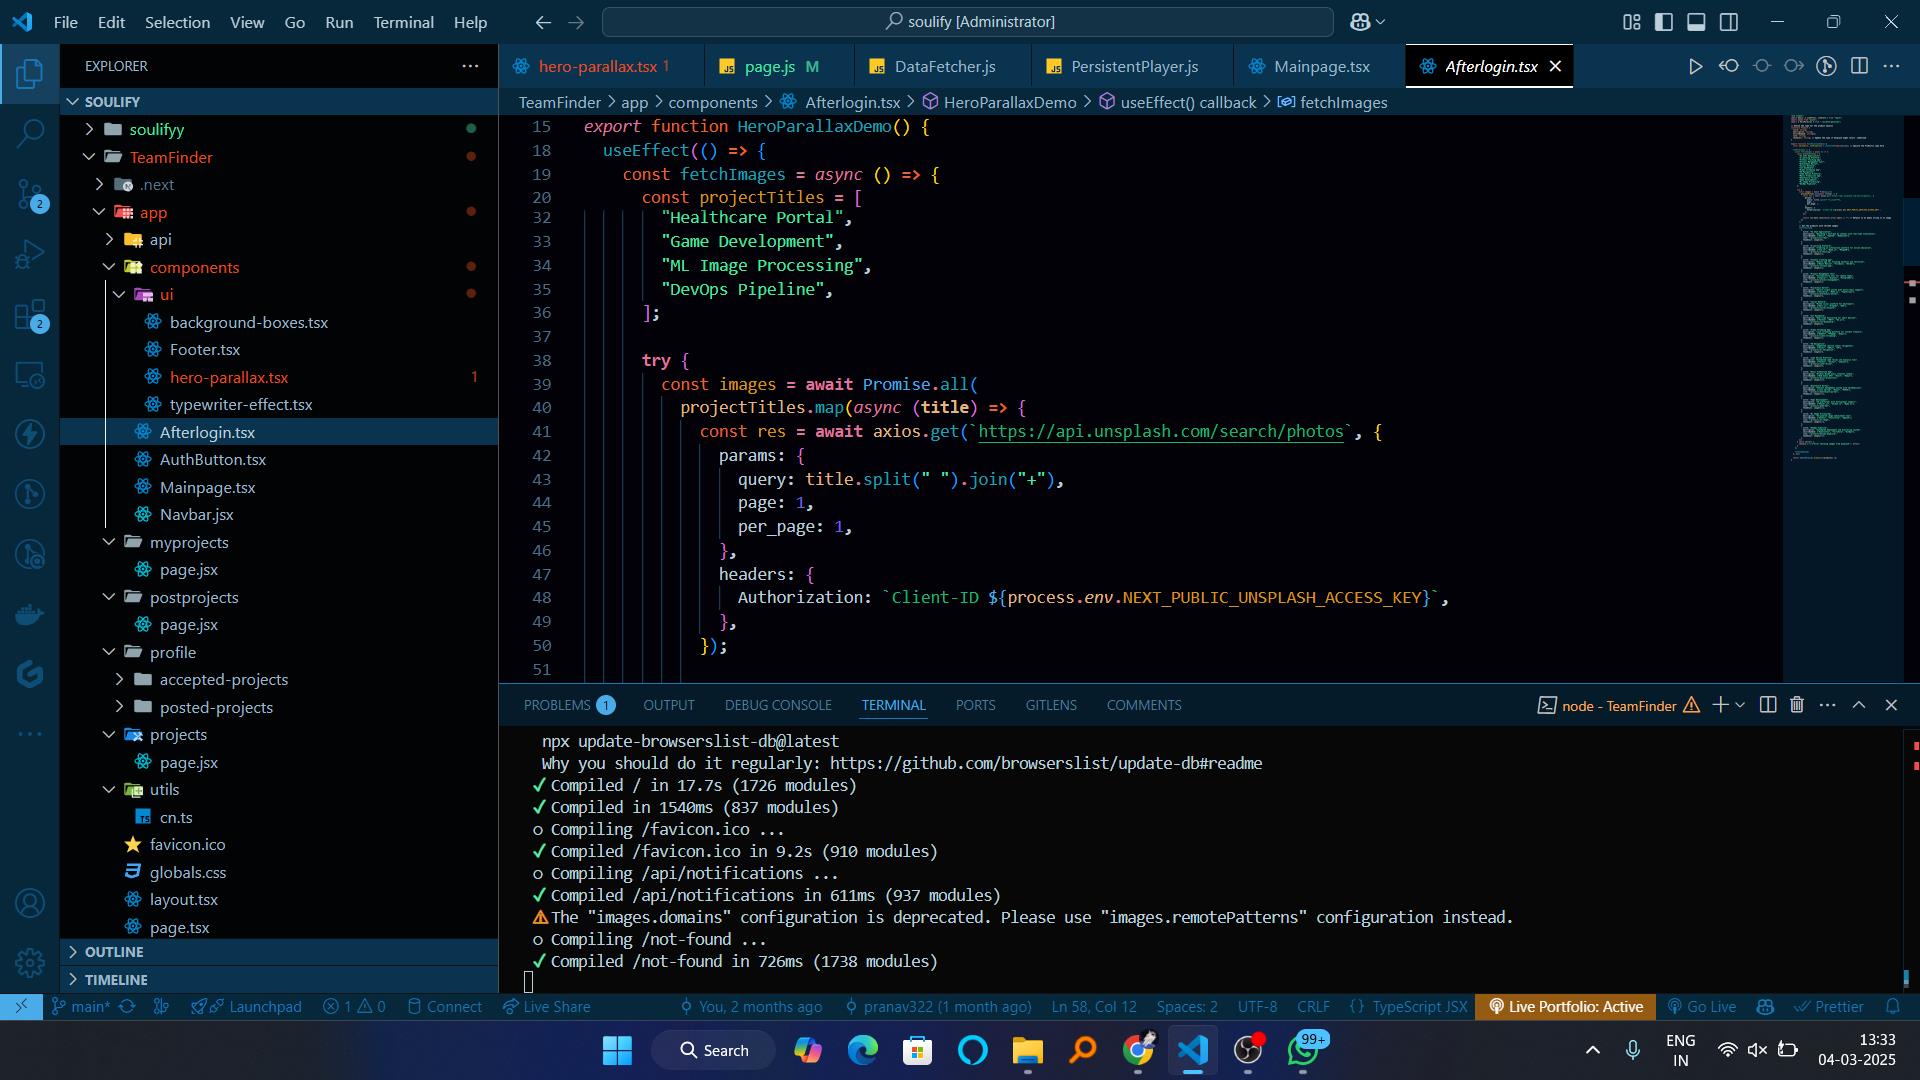 File Edit Selection View Go Run Terminal Help
soulify [Administrator]
EXPLORER
hero-parallax.tsx 1
page.js M
DataFetcher.js
PersistentPlayer.js
Mainpage.tsx
Afterlogin.tsx
SOULIFY
TeamFinder > app > components > Afterlogin.tsx > HeroParallaxDemo > useEffect() callback > fetchImages
soulifyy
TeamFinder
.next
app
api
components
ui
background-boxes.tsx
Footer.tsx
hero-parallax.tsx 1
typewriter-effect.tsx
Afterlogin.tsx
AuthButton.tsx
Mainpage.tsx
Navbar.jsx
myprojects
page.jsx
postprojects
page.jsx
profile
accepted-projects
posted-projects
projects
page.jsx
utils
cn.ts
favicon.ico
globals.css
layout.tsx
page.tsx
OUTLINE
TIMELINE
2
2
15 export function HeroParallaxDemo() {
18 useEffect(() => {
19 const fetchImages = async () => {
20 const projectTitles = [
32 "Healthcare Portal",
33 "Game Development",
34 "ML Image Processing",
35 "DevOps Pipeline",
36 ];
37
38 try {
39 const images = await Promise.all(
40 projectTitles.map(async (title) => {
41 const res = await axios.get(`https://api.unsplash.com/search/photos`, {
42 params: {
43 query: title.split(" ").join("+"),
44 page: 1,
45 per_page: 1,
46 },
47 headers: {
48 Authorization: `Client-ID ${process.env.NEXT_PUBLIC_UNSPLASH_ACCESS_KEY}`,
49 },
50 });
51
PROBLEMS 1 OUTPUT DEBUG CONSOLE TERMINAL PORTS GITLENS COMMENTS
node - TeamFinder
npx update-browserslist-db@latest
Why you should do it regularly: https://github.com/browserslist/update-db#readme
✓ Compiled / in 17.7s (1726 modules)
✓ Compiled in 1540ms (837 modules)
○ Compiling /favicon.ico ...
✓ Compiled /favicon.ico in 9.2s (910 modules)
○ Compiling /api/notifications ...
✓ Compiled /api/notifications in 611ms (937 modules)
⚠ The "images.domains" configuration is deprecated. Please use "images.remotePatterns" configuration instead.
○ Compiling /not-found ...
✓ Compiled /not-found in 726ms (1738 modules)
main* Launchpad 1 0 Connect Live Share You, 2 months ago pranav322 (1 month ago) Ln 58, Col 12 Spaces: 2 UTF-8 CRLF {} TypeScript JSX Live Portfolio: Active Go Live Prettier
Search
99+
ENG
IN
13:33
04-03-2025